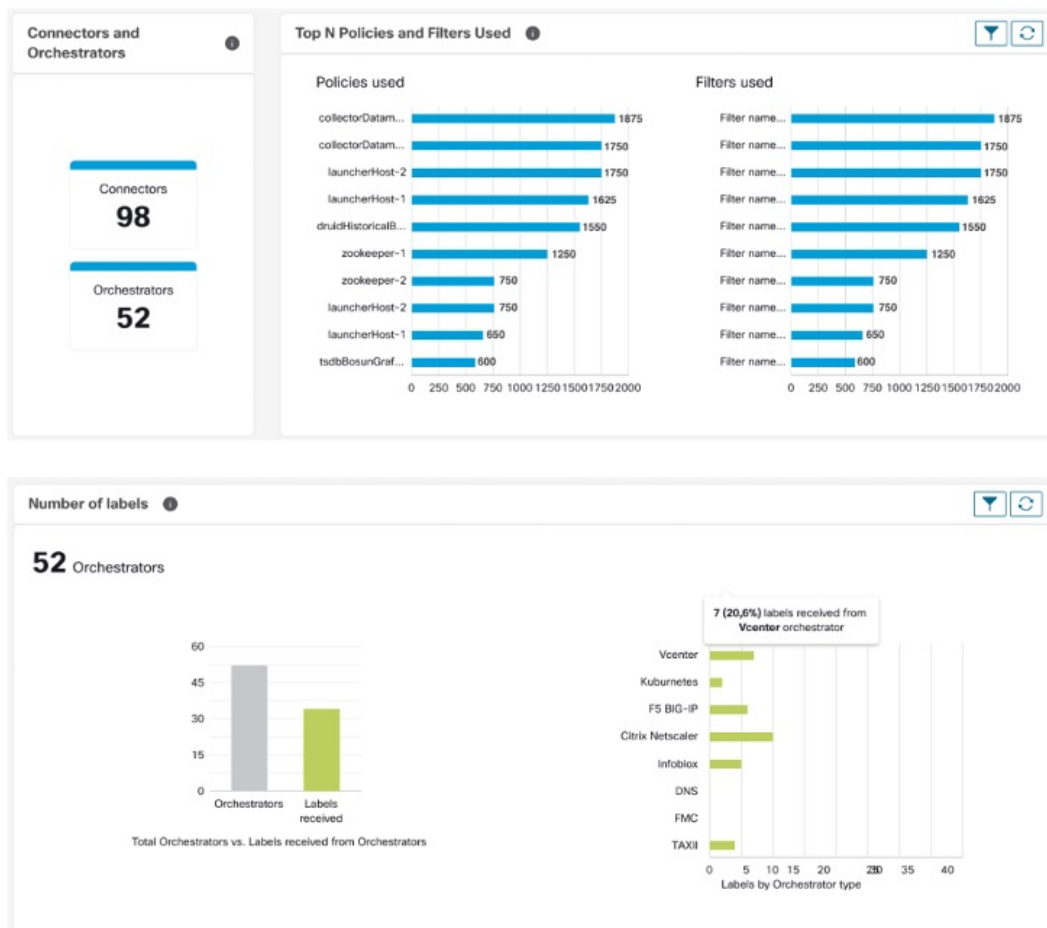 Connectors and
Orchestrators
Connectors
98
Orchestrators
52
Top N Policies and Filters Used
Policies used
collectorDatam... 1875
collectorDatam... 1750
launcherHost-2 1750
launcherHost-1 1625
druidHistoricalB... 1550
zookeeper-1 1250
zookeeper-2 750
launcherHost-2 750
launcherHost-1 650
tsdbBosunGraf... 600
0 250 500 750 1000 1250 1500 1750 2000
Filters used
Filter name... 1875
Filter name... 1750
Filter name... 1750
Filter name... 1625
Filter name... 1550
Filter name... 1250
Filter name... 750
Filter name... 750
Filter name... 650
Filter name... 600
0 250 500 750 1000 1250 1500 1750 2000
Number of labels
52 Orchestrators
60
45
30
15
0
Orchestrators Labels
received
Total Orchestrators vs. Labels received from Orchestrators
7 (20,6%) labels received from
Vcenter orchestrator
Vcenter
Kuburnetes
F5 BIG-IP
Citrix Netscaler
Infoblox
DNS
FMC
TAXII
0 5 10 15 20 35 40
Labels by Orchestrator type